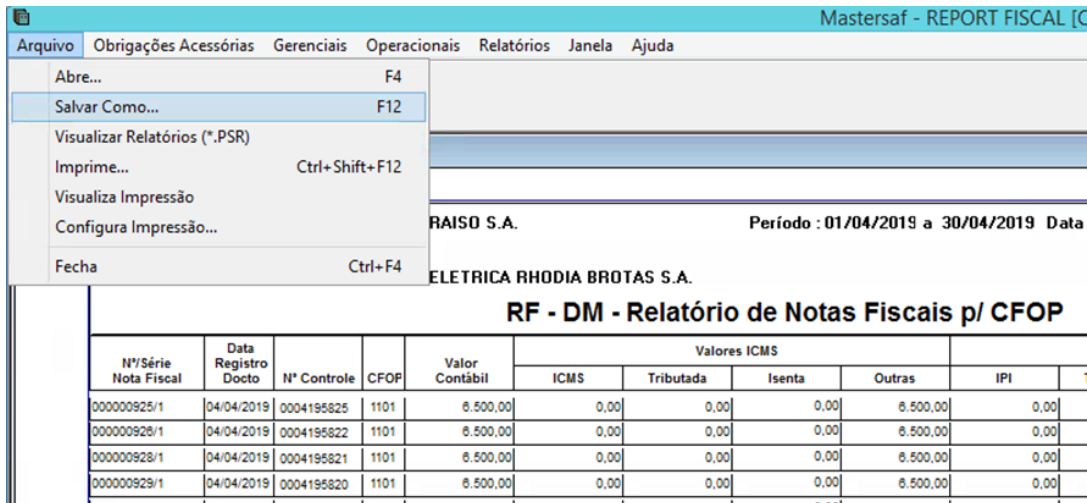 Mastersaf - REPORT FISCAL [C
Arquivo Obrigações Acessórias Gerenciais Operacionais Relatórios Janela Ajuda
Abre... F4
Salvar Como... F12
Visualizar Relatórios (*.PSR)
Imprime... Ctrl+Shift+F12
Visualiza Impressão
Configura Impressão...
Fecha Ctrl+F4
RAISO S.A. Período : 01/04/2019 a 30/04/2019 Data
ELETRICA RHODIA BROTAS S.A.
RF - DM - Relatório de Notas Fiscais p/ CFOP
Nº/Série Nota Fiscal Data Registro Docto Nº Controle CFOP Valor Contábil Valores ICMS
ICMS Tributada Isenta Outras IPI
000000925/1 04/04/2019 0004195825 1101 6.500,00 0,00 0,00 0,00 6.500,00 0,00
000000926/1 04/04/2019 0004195822 1101 6.500,00 0,00 0,00 0,00 6.500,00 0,00
000000928/1 04/04/2019 0004195821 1101 6.500,00 0,00 0,00 0,00 6.500,00 0,00
000000929/1 04/04/2019 0004195820 1101 6.500,00 0,00 0,00 0,00 6.500,00 0,00